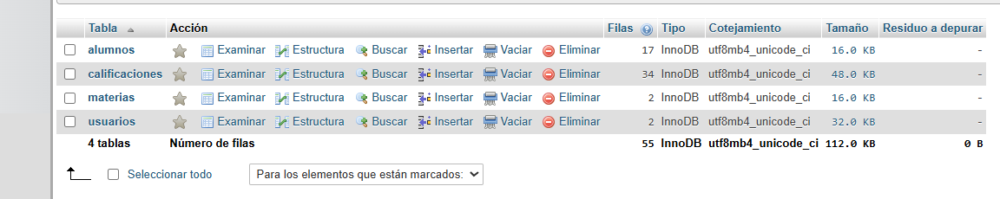 Tabla Acción Filas Tipo Cotejamiento Tamaño Residuo a depurar
alumnos Examinar Estructura Buscar Insertar Vaciar Eliminar 17 InnoDB utf8mb4_unicode_ci 16.0 KB -
calificaciones Examinar Estructura Buscar Insertar Vaciar Eliminar 34 InnoDB utf8mb4_unicode_ci 48.0 KB -
materias Examinar Estructura Buscar Insertar Vaciar Eliminar 2 InnoDB utf8mb4_unicode_ci 16.0 KB -
usuarios Examinar Estructura Buscar Insertar Vaciar Eliminar 2 InnoDB utf8mb4_unicode_ci 32.0 KB -
4 tablas Número de filas 55 InnoDB utf8mb4_unicode_ci 112.0 KB 0 B
Seleccionar todo Para los elementos que están marcados: